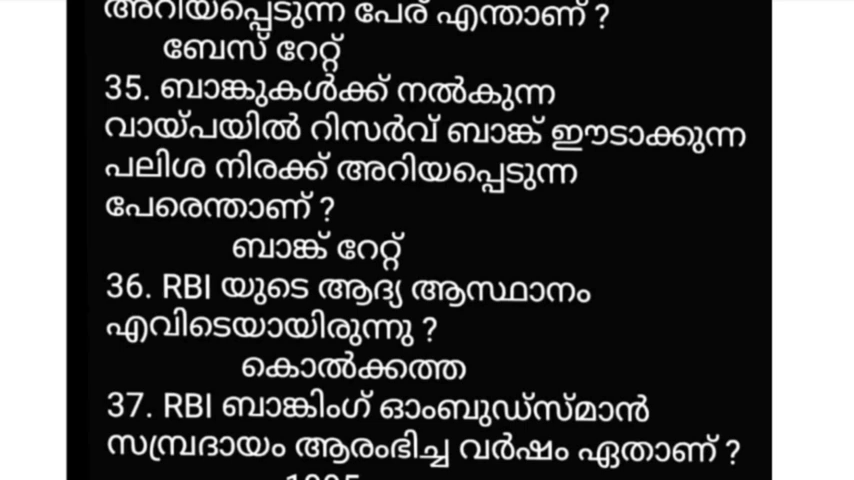 അറിയപ്പെടുന്ന പേര് എന്താണ് ?
ബേസ് റേറ്റ്
35. ബാങ്കുകൾക്ക് നൽകുന്ന
വായ്പയിൽ റിസർവ് ബാങ്ക് ഈടാക്കുന്ന
പലിശ നിരക്ക് അറിയപ്പെടുന്ന
പേരെന്താണ് ?
ബാങ്ക് റേറ്റ്
36. RBI യുടെ ആദ്യ ആസ്ഥാനം
എവിടെയായിരുന്നു ?
കൊൽക്കത്ത
37. RBI ബാങ്കിംഗ് ഓംബുഡ്സ്മാൻ
സമ്പ്രദായം ആരംഭിച്ച വർഷം ഏതാണ് ?